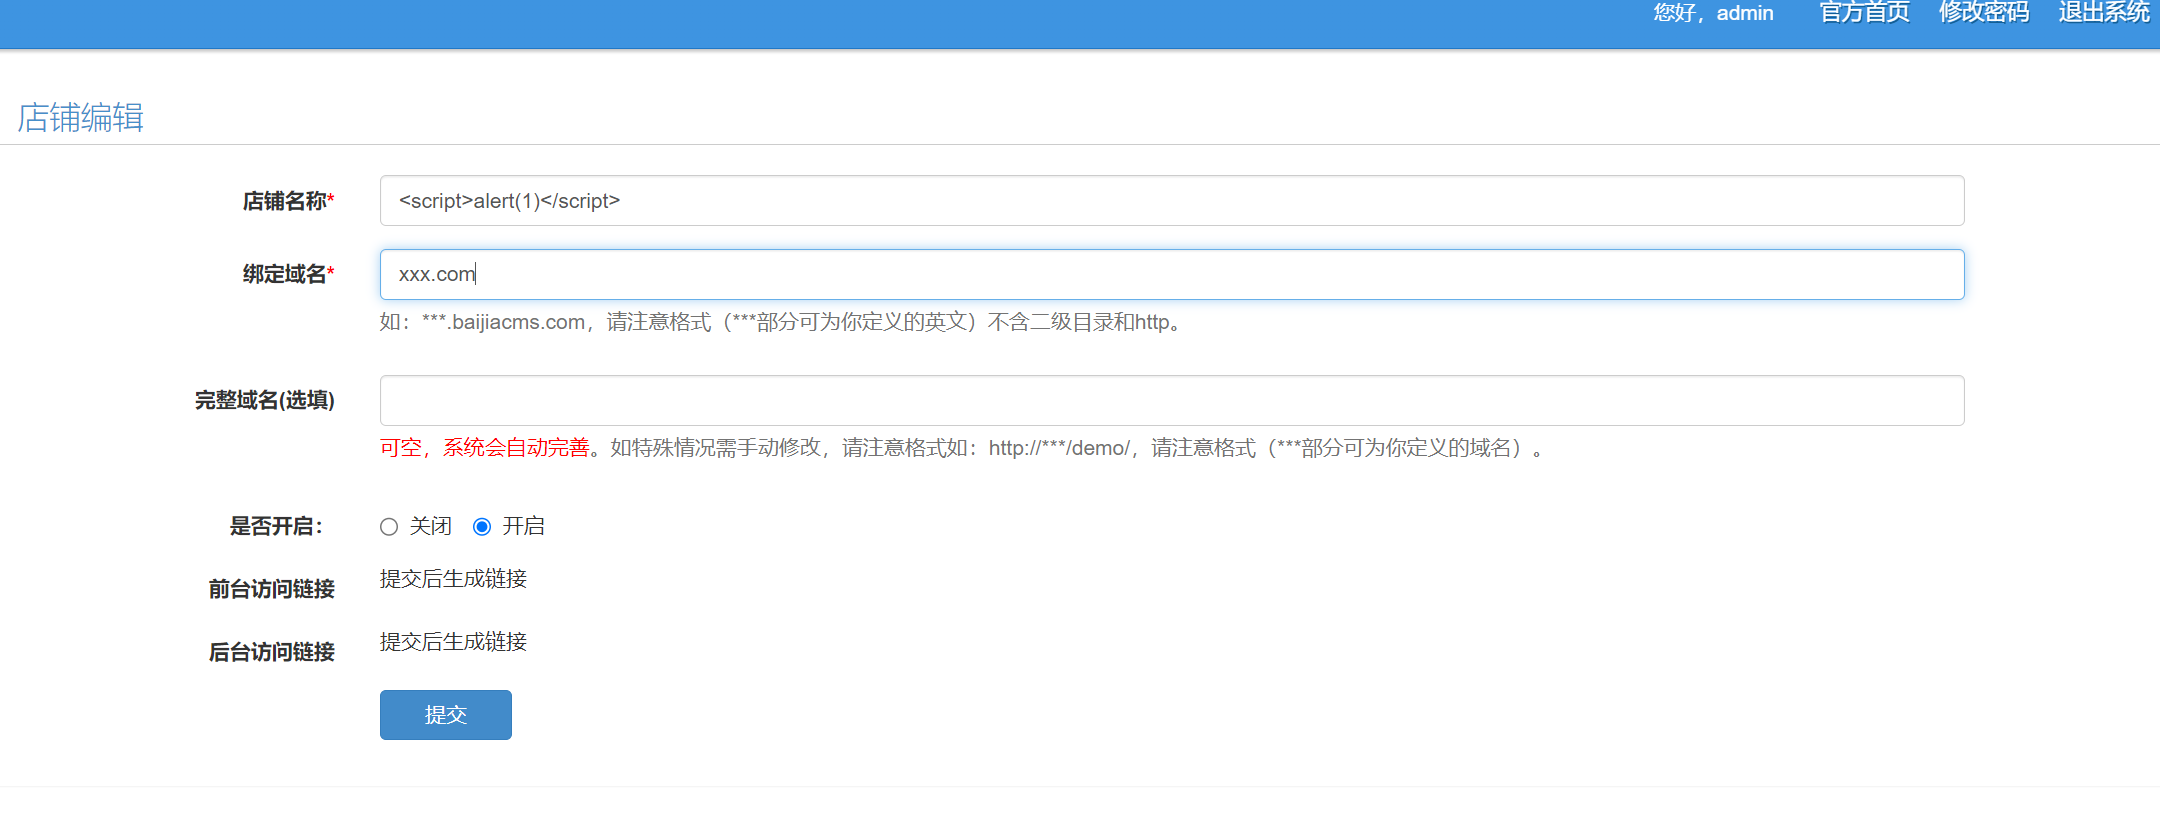 您好，admin 官方首页 修改密码 退出系统
店铺编辑
店铺名称* <script>alert(1)</script>
绑定域名* xxx.com
如：***.baijiacms.com，请注意格式（***部分可为你定义的英文）不含二级目录和http。
完整域名(选填)
可空，系统会自动完善。如特殊情况需手动修改，请注意格式如：http://***/demo/，请注意格式（***部分可为你定义的域名）。
是否开启： 关闭 开启
前台访问链接 提交后生成链接
后台访问链接 提交后生成链接
提交